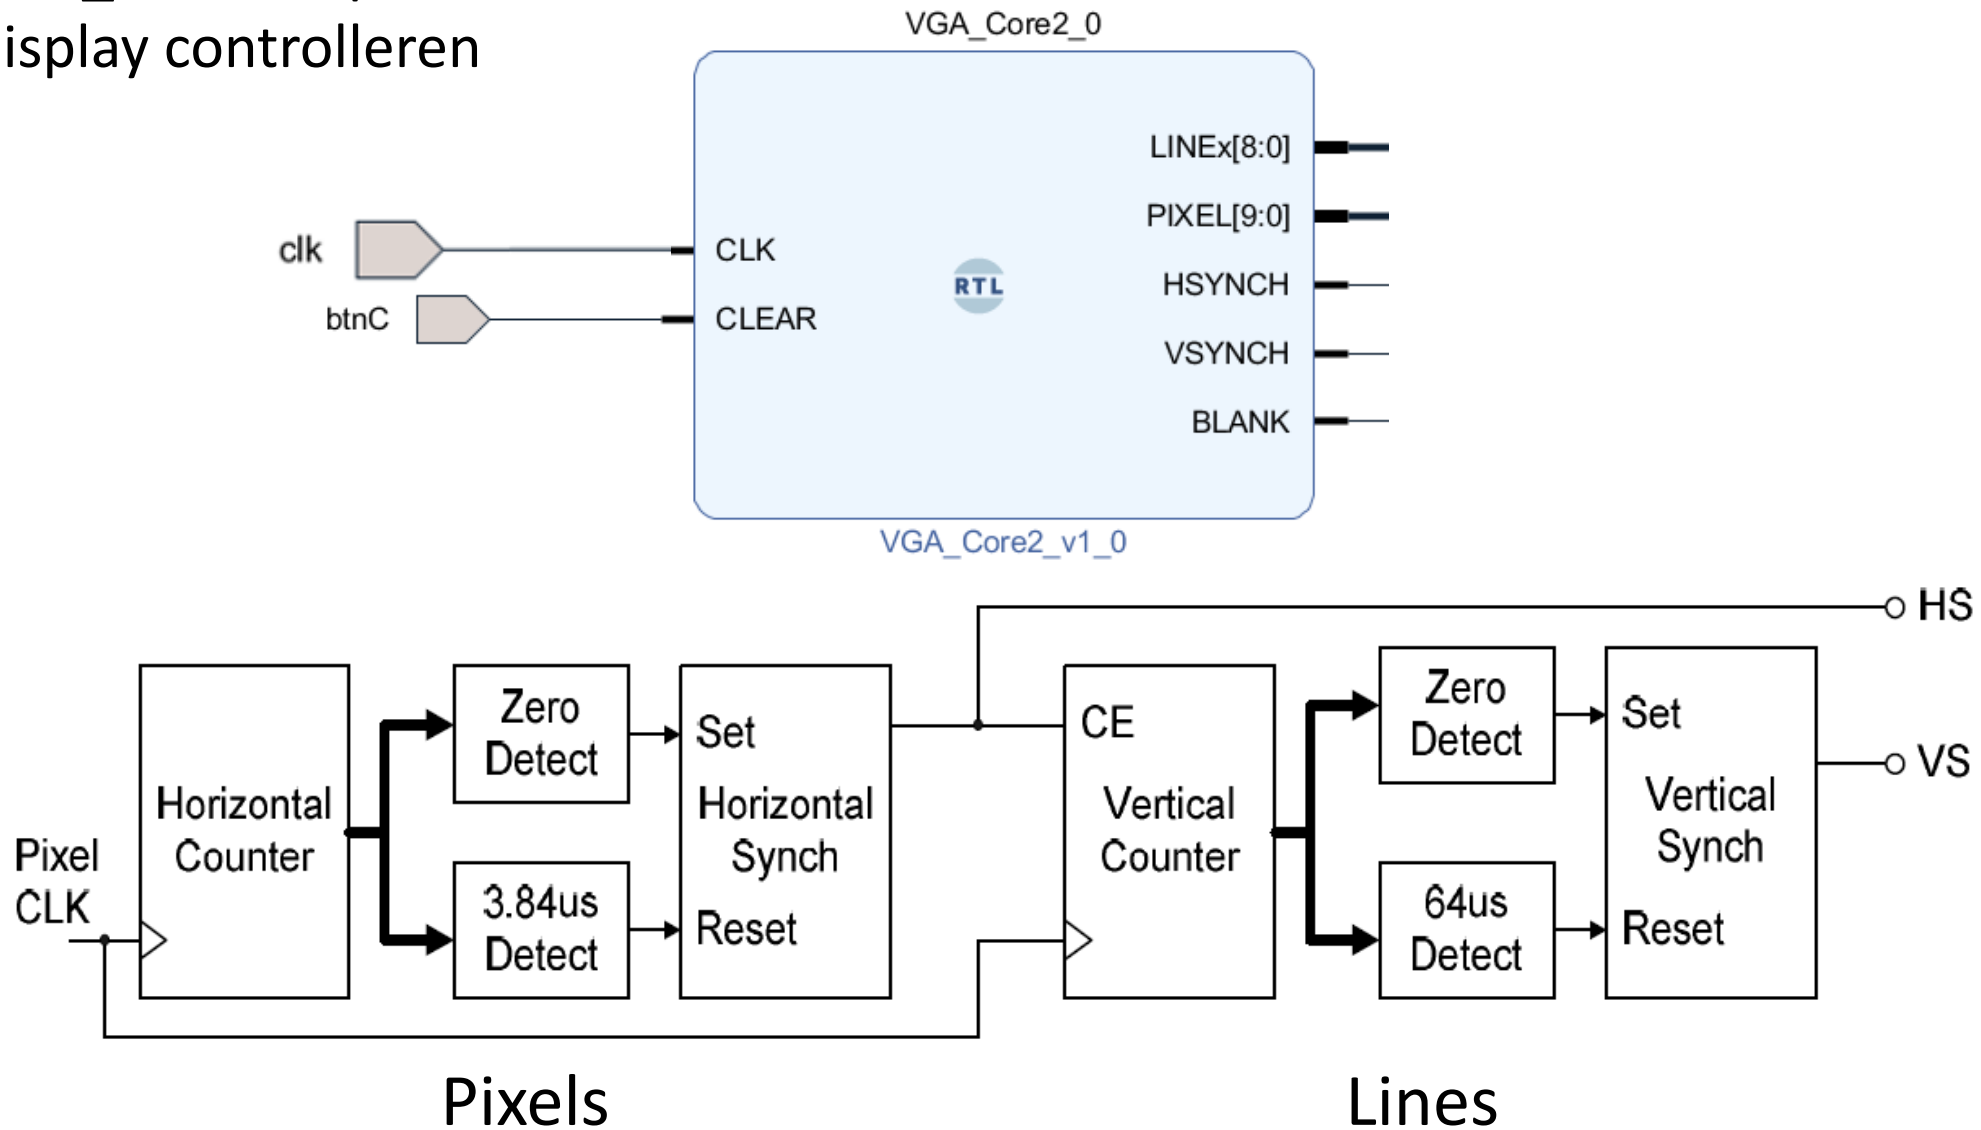 isplay controlleren
VGA_Core2_0
LINEx[8:0]
PIXEL[9:0]
clk
CLK
HSYNCH
RTL
btnC
CLEAR
VSYNCH
BLANK
VGA_Core2_v1_0
HS
Zero
Detect
Set
CE
Zero
Detect
Set
VS
Horizontal
Counter
Horizontal
Synch
Vertical
Counter
Vertical
Synch
Pixel
CLK
3.84us
Detect
Reset
64us
Detect
Reset
Pixels
Lines